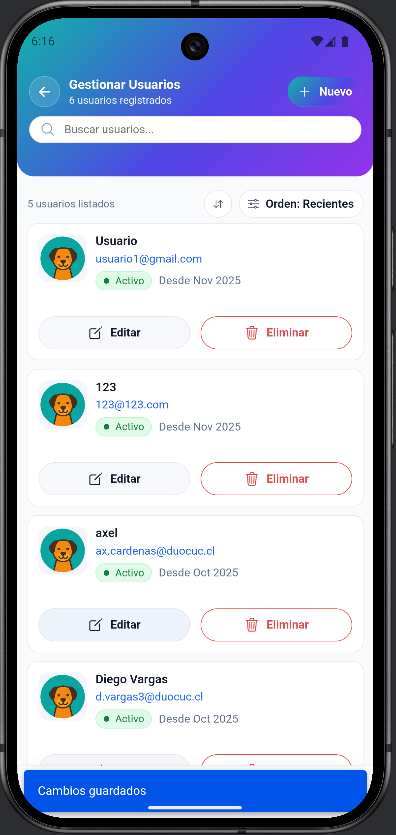 6:16
Gestionar Usuarios
6 usuarios registrados
Nuevo
Buscar usuarios...
5 usuarios listados
Orden: Recientes
Usuario
usuario1@gmail.com
Activo Desde Nov 2025
Editar Eliminar
123
123@123.com
Activo Desde Nov 2025
Editar Eliminar
axel
ax.cardenas@duocuc.cl
Activo Desde Oct 2025
Editar Eliminar
Diego Vargas
d.vargas3@duocuc.cl
Activo Desde Oct 2025
Cambios guardados